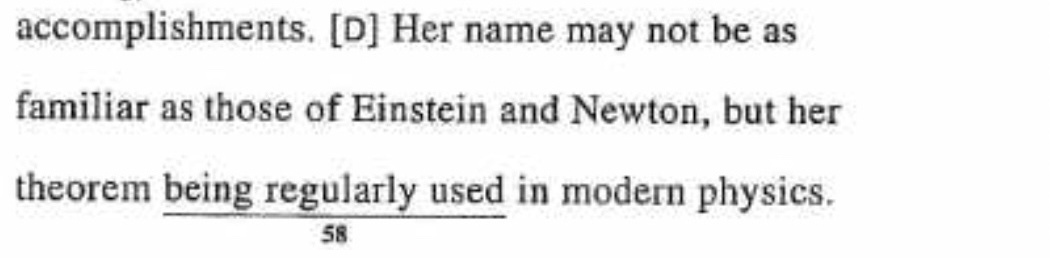 accomplishments. [D] Her name may not be as
familiar as those of Einstein and Newton, but her
theorem being regularly used in modern physics.
58